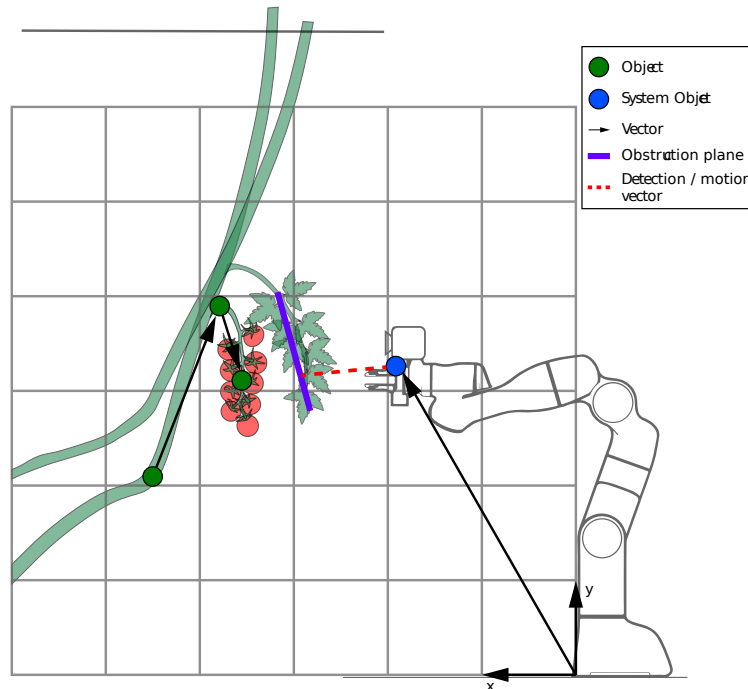 Object
System Object
Vector
Obstruction plane
Detection / motion
vector
y
x